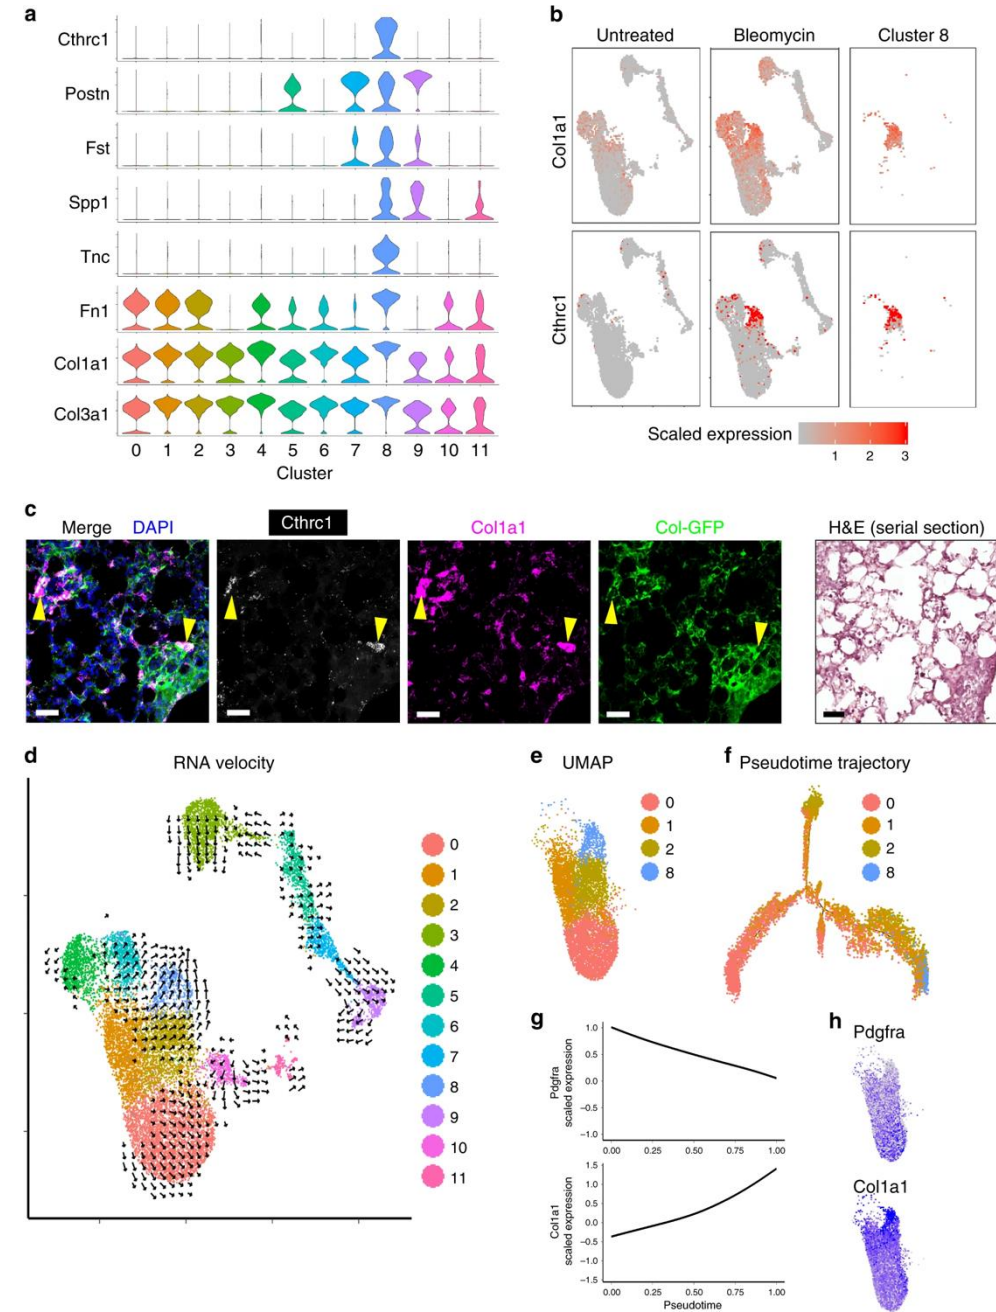 a
Cthrc1
Postn
Fst
Spp1
Tnc
Fn1
Col1a1
Col3a1
0 1 2 3 4 5 6 7 8 9 10 11
Cluster
b
Untreated Bleomycin Cluster 8
Col1a1
Cthrc1
Scaled expression
1 2 3
c
Merge DAPI
Cthrc1
Col1a1
Col-GFP
H&E (serial section)
d
RNA velocity
0
1
2
3
4
5
6
7
8
9
10
11
e
UMAP
0
1
2
8
f
Pseudotime trajectory
0
1
2
8
g
Pdgfra
scaled expression
1.0
0.5
0.0
−0.5
−1.0
0.00 0.25 0.50 0.75 1.00
Col1a1
scaled expression
1.5
1.0
0.5
0.0
−0.5
−1.0
−1.5
0.00 0.25 0.50 0.75 1.00
Pseudotime
h
Pdgfra
Col1a1